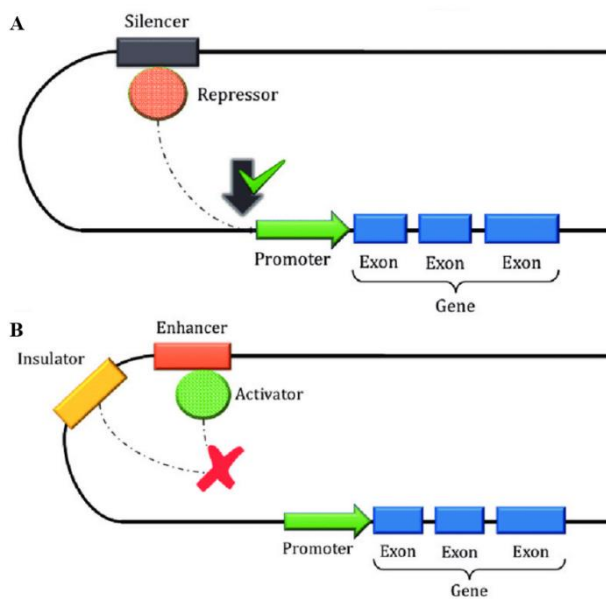 A
Silencer
Repressor
Promoter
Exon Exon Exon
Gene
B
Enhancer
Insulator
Activator
Promoter
Exon Exon Exon
Gene